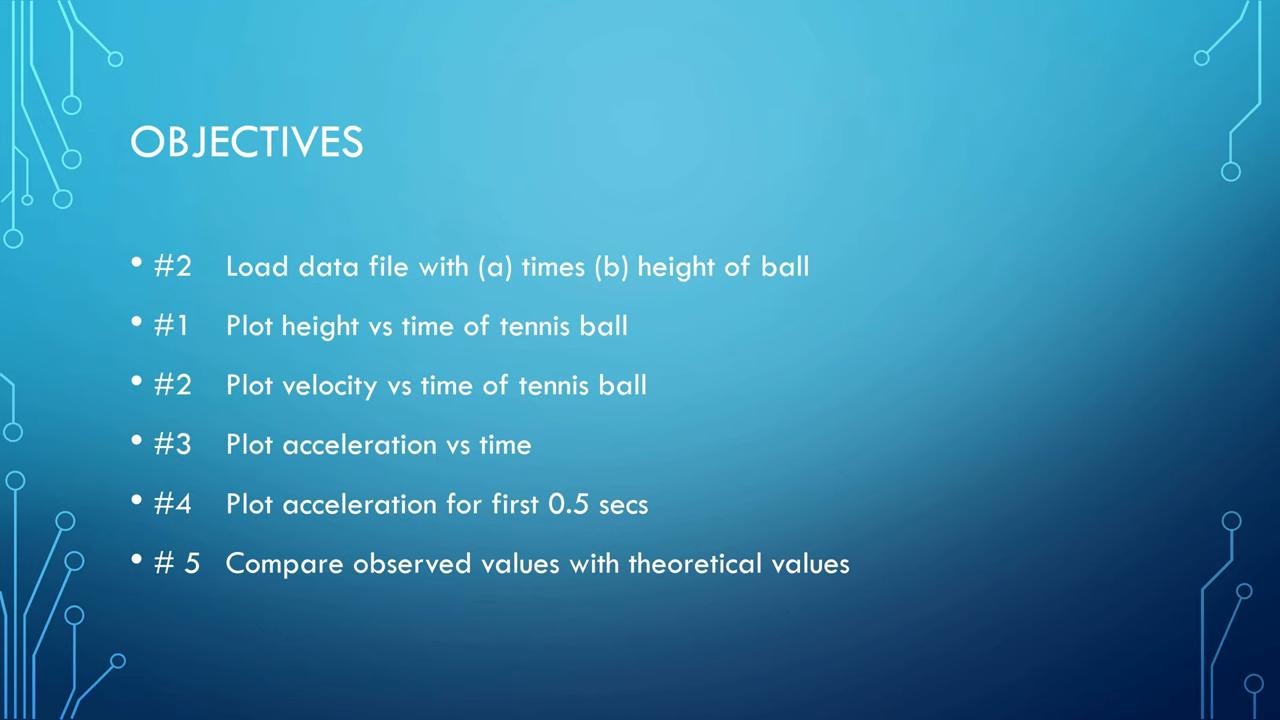 OBJECTIVES
• #2 Load data file with (a) times (b) height of ball
• #1 Plot height vs time of tennis ball
• #2 Plot velocity vs time of tennis ball
• #3 Plot acceleration vs time
• #4 Plot acceleration for first 0.5 secs
• # 5 Compare observed values with theoretical values